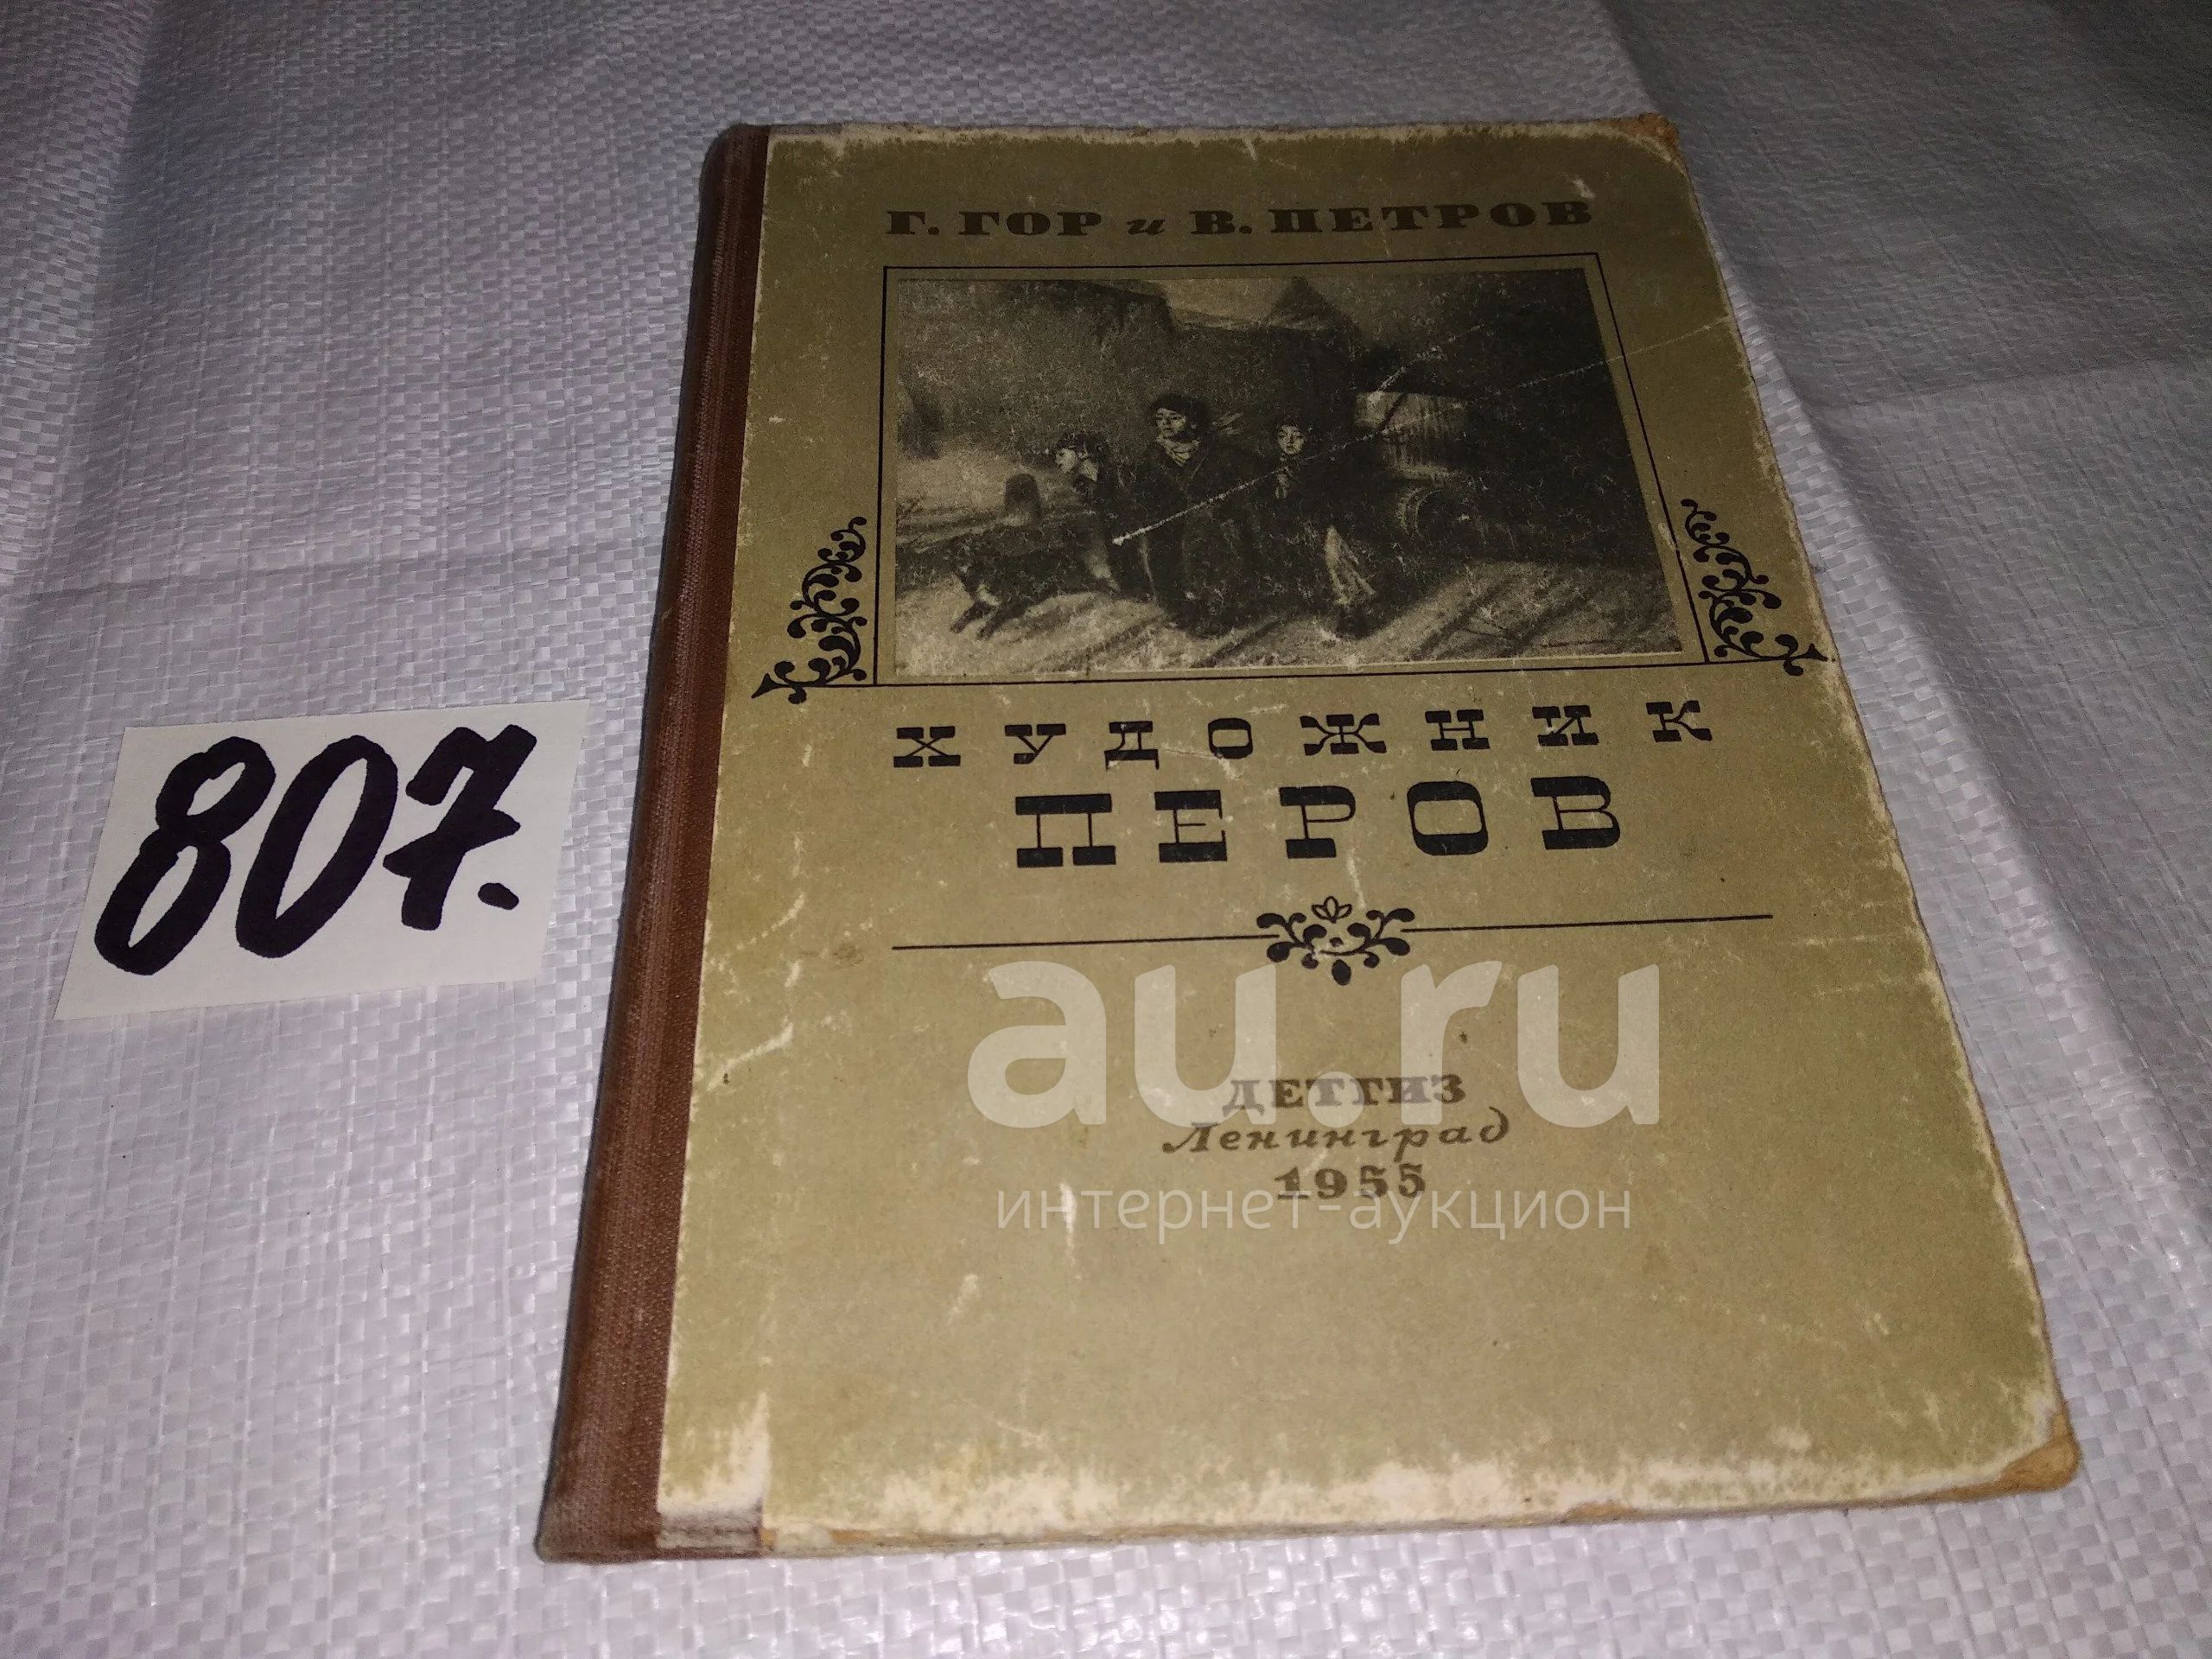 Г. ГОР и В. ПЕТРОВ
ХУДОЖНИК
ПЕРОВ
ДЕТГИЗ
Ленинград
1955
807.
au.ru
интернет-аукцион